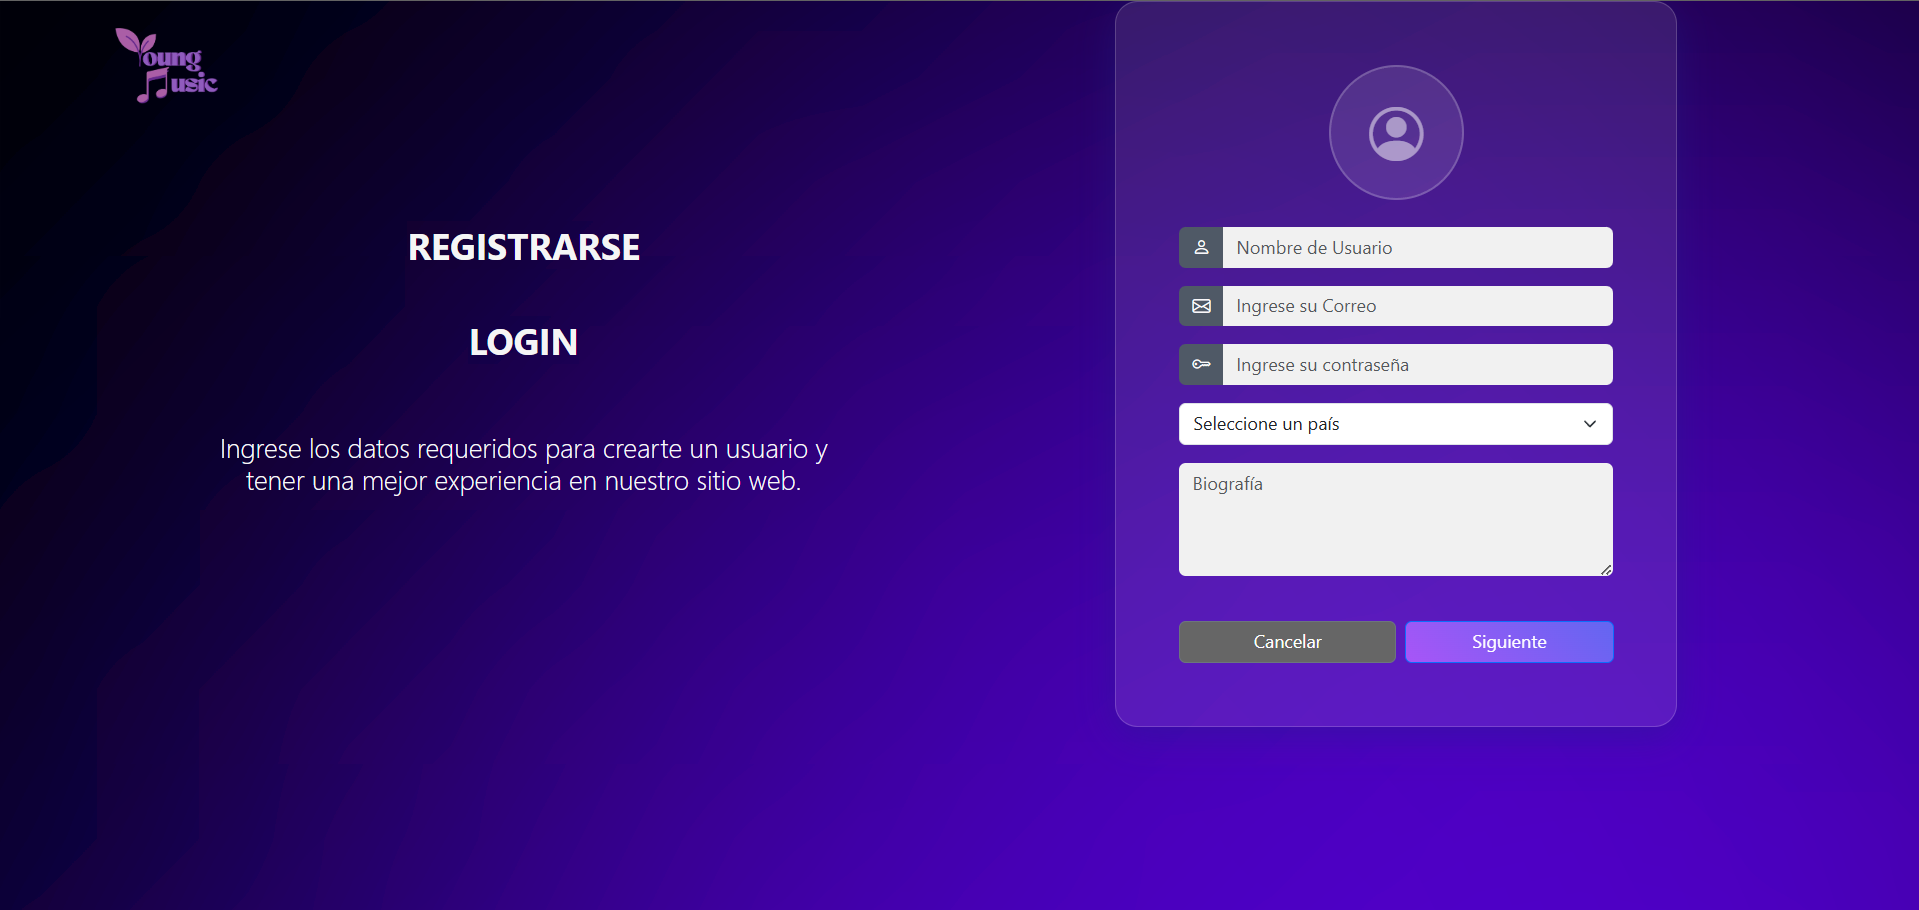 Young
Music
REGISTRARSE
LOGIN
Ingrese los datos requeridos para crearte un usuario y
tener una mejor experiencia en nuestro sitio web.
Nombre de Usuario
Ingrese su Correo
Ingrese su contraseña
Seleccione un país
Biografía
Cancelar
Siguiente